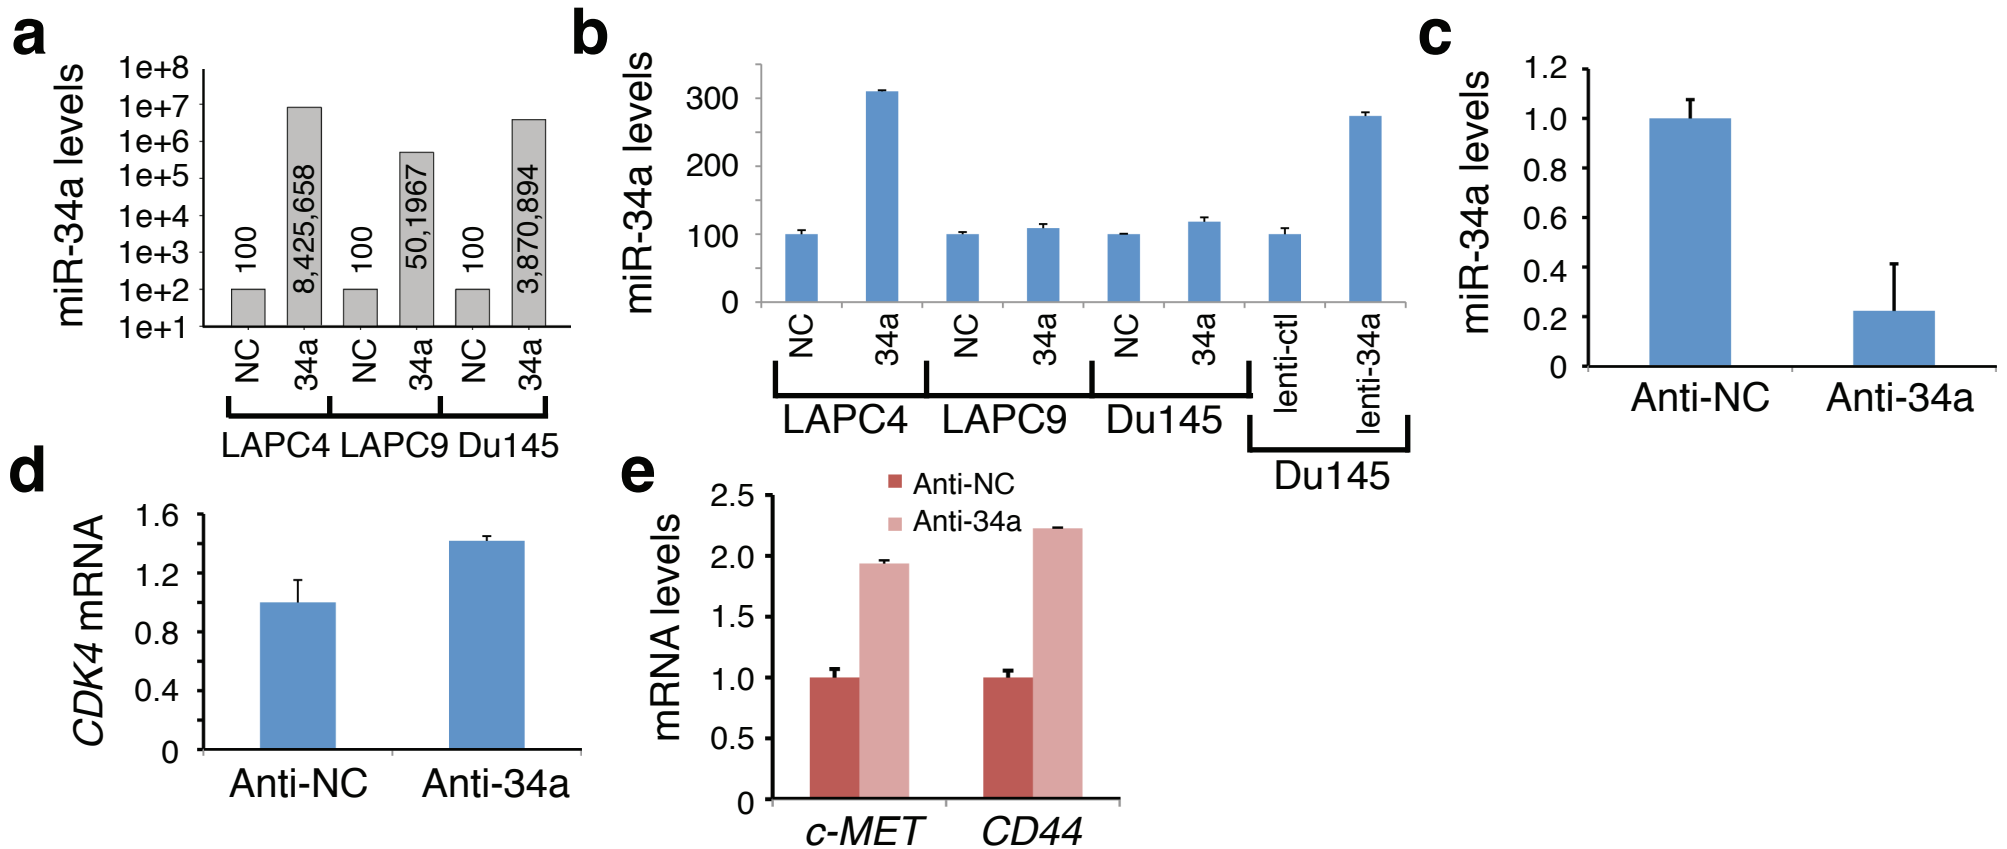 a
miR-34a levels
1e+8
1e+7
1e+6
1e+5
1e+4
1e+3
1e+2
1e+1
100
8,425,658
100
50,1967
100
3,870,894
NC
34a
NC
34a
NC
34a
LAPC4 LAPC9 Du145
b
miR-34a levels
300
200
100
0
NC
34a
NC
34a
NC
34a
lenti-ctl
lenti-34a
LAPC4
LAPC9
Du145
Du145
c
miR-34a levels
1.2
1.0
0.8
0.6
0.4
0.2
0
Anti-NC
Anti-34a
d
CDK4 mRNA
1.6
1.2
0.8
0.4
0
Anti-NC
Anti-34a
e
mRNA levels
Anti-NC
Anti-34a
2.5
2.0
1.5
1.0
0.5
0
c-MET
CD44